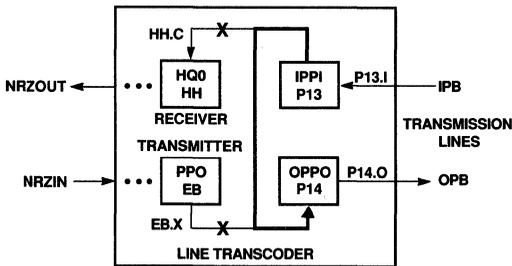 HH.C
X
HQ0
HH
IPPI
P13
P13.I
NRZOUT
IPB
RECEIVER
TRANSMISSION
LINES
TRANSMITTER
PPO
EB
OPPO
P14
P14.O
NRZIN
OPB
EB.X
X
LINE TRANSCODER